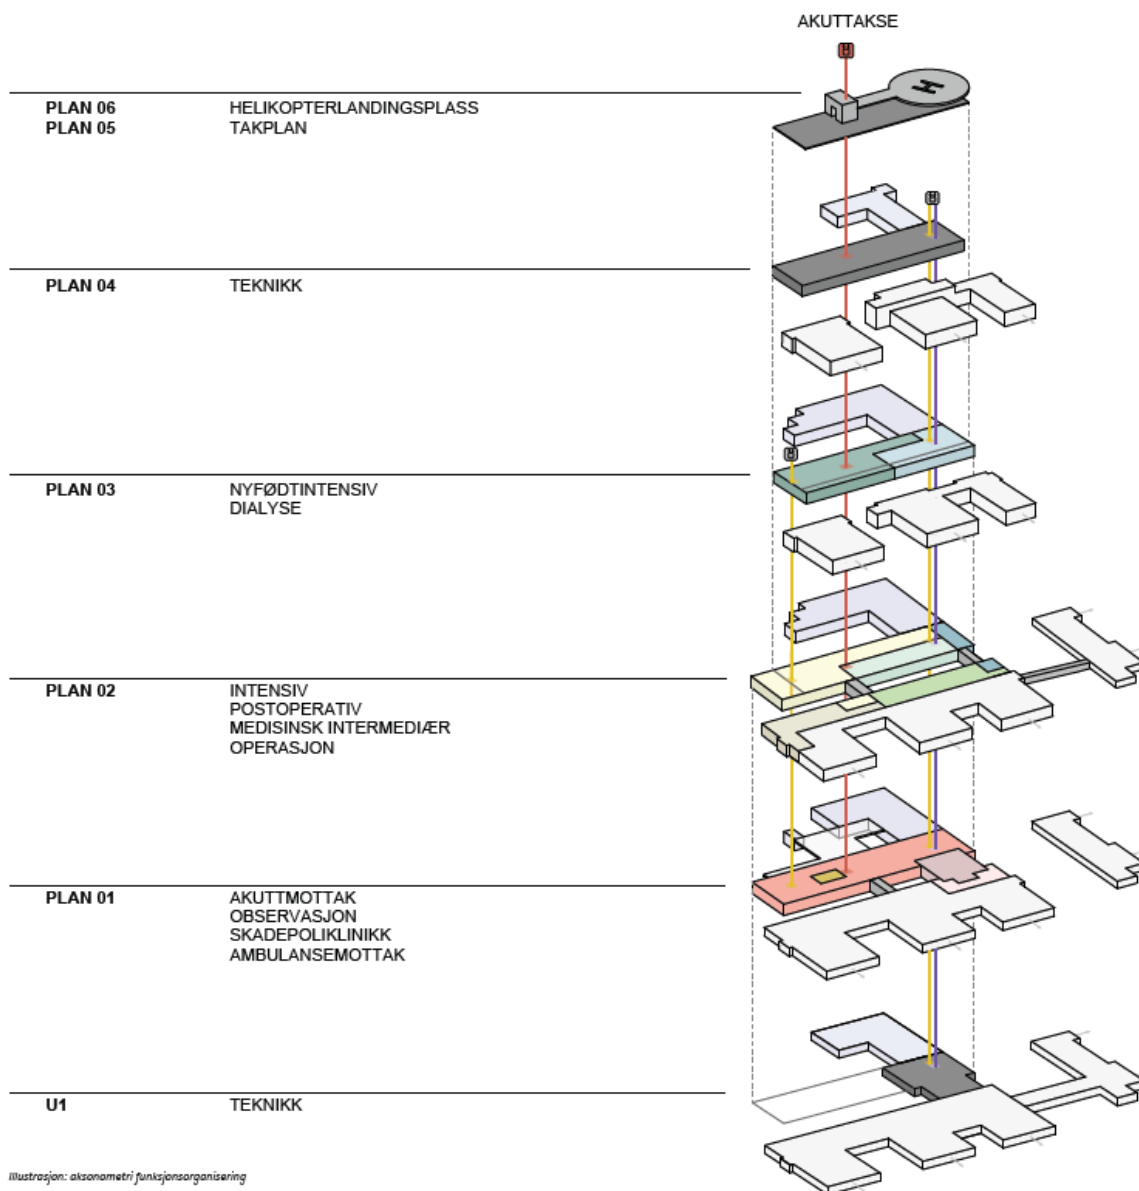 AKUTTAKSE
H
PLAN 06 HELIKOPTERLANDINGSPLASS
PLAN 05 TAKPLAN
PLAN 04 TEKNIKK
PLAN 03 NYFØDTINTENSIV
DIALYSE
PLAN 02 INTENSIV
POSTOPERATIV
MEDISINSK INTERMEDIÆR
OPERASJON
PLAN 01 AKUTTMOTTAK
OBSERVASJON
SKADEPOLIKLINIKK
AMBULANSEMOTTAK
U1 TEKNIKK
Illustrasjon: aksonometri funksjonsorganisering